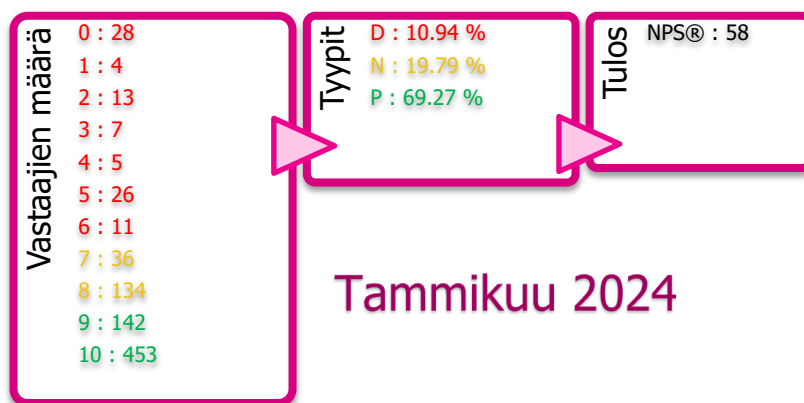 Vastaajien määrä
0 : 28
1 : 4
2 : 13
3 : 7
4 : 5
5 : 26
6 : 11
7 : 36
8 : 134
9 : 142
10 : 453
Tyypit
D : 10.94 %
N : 19.79 %
P : 69.27 %
Tulos
NPS® : 58
Tammikuu 2024